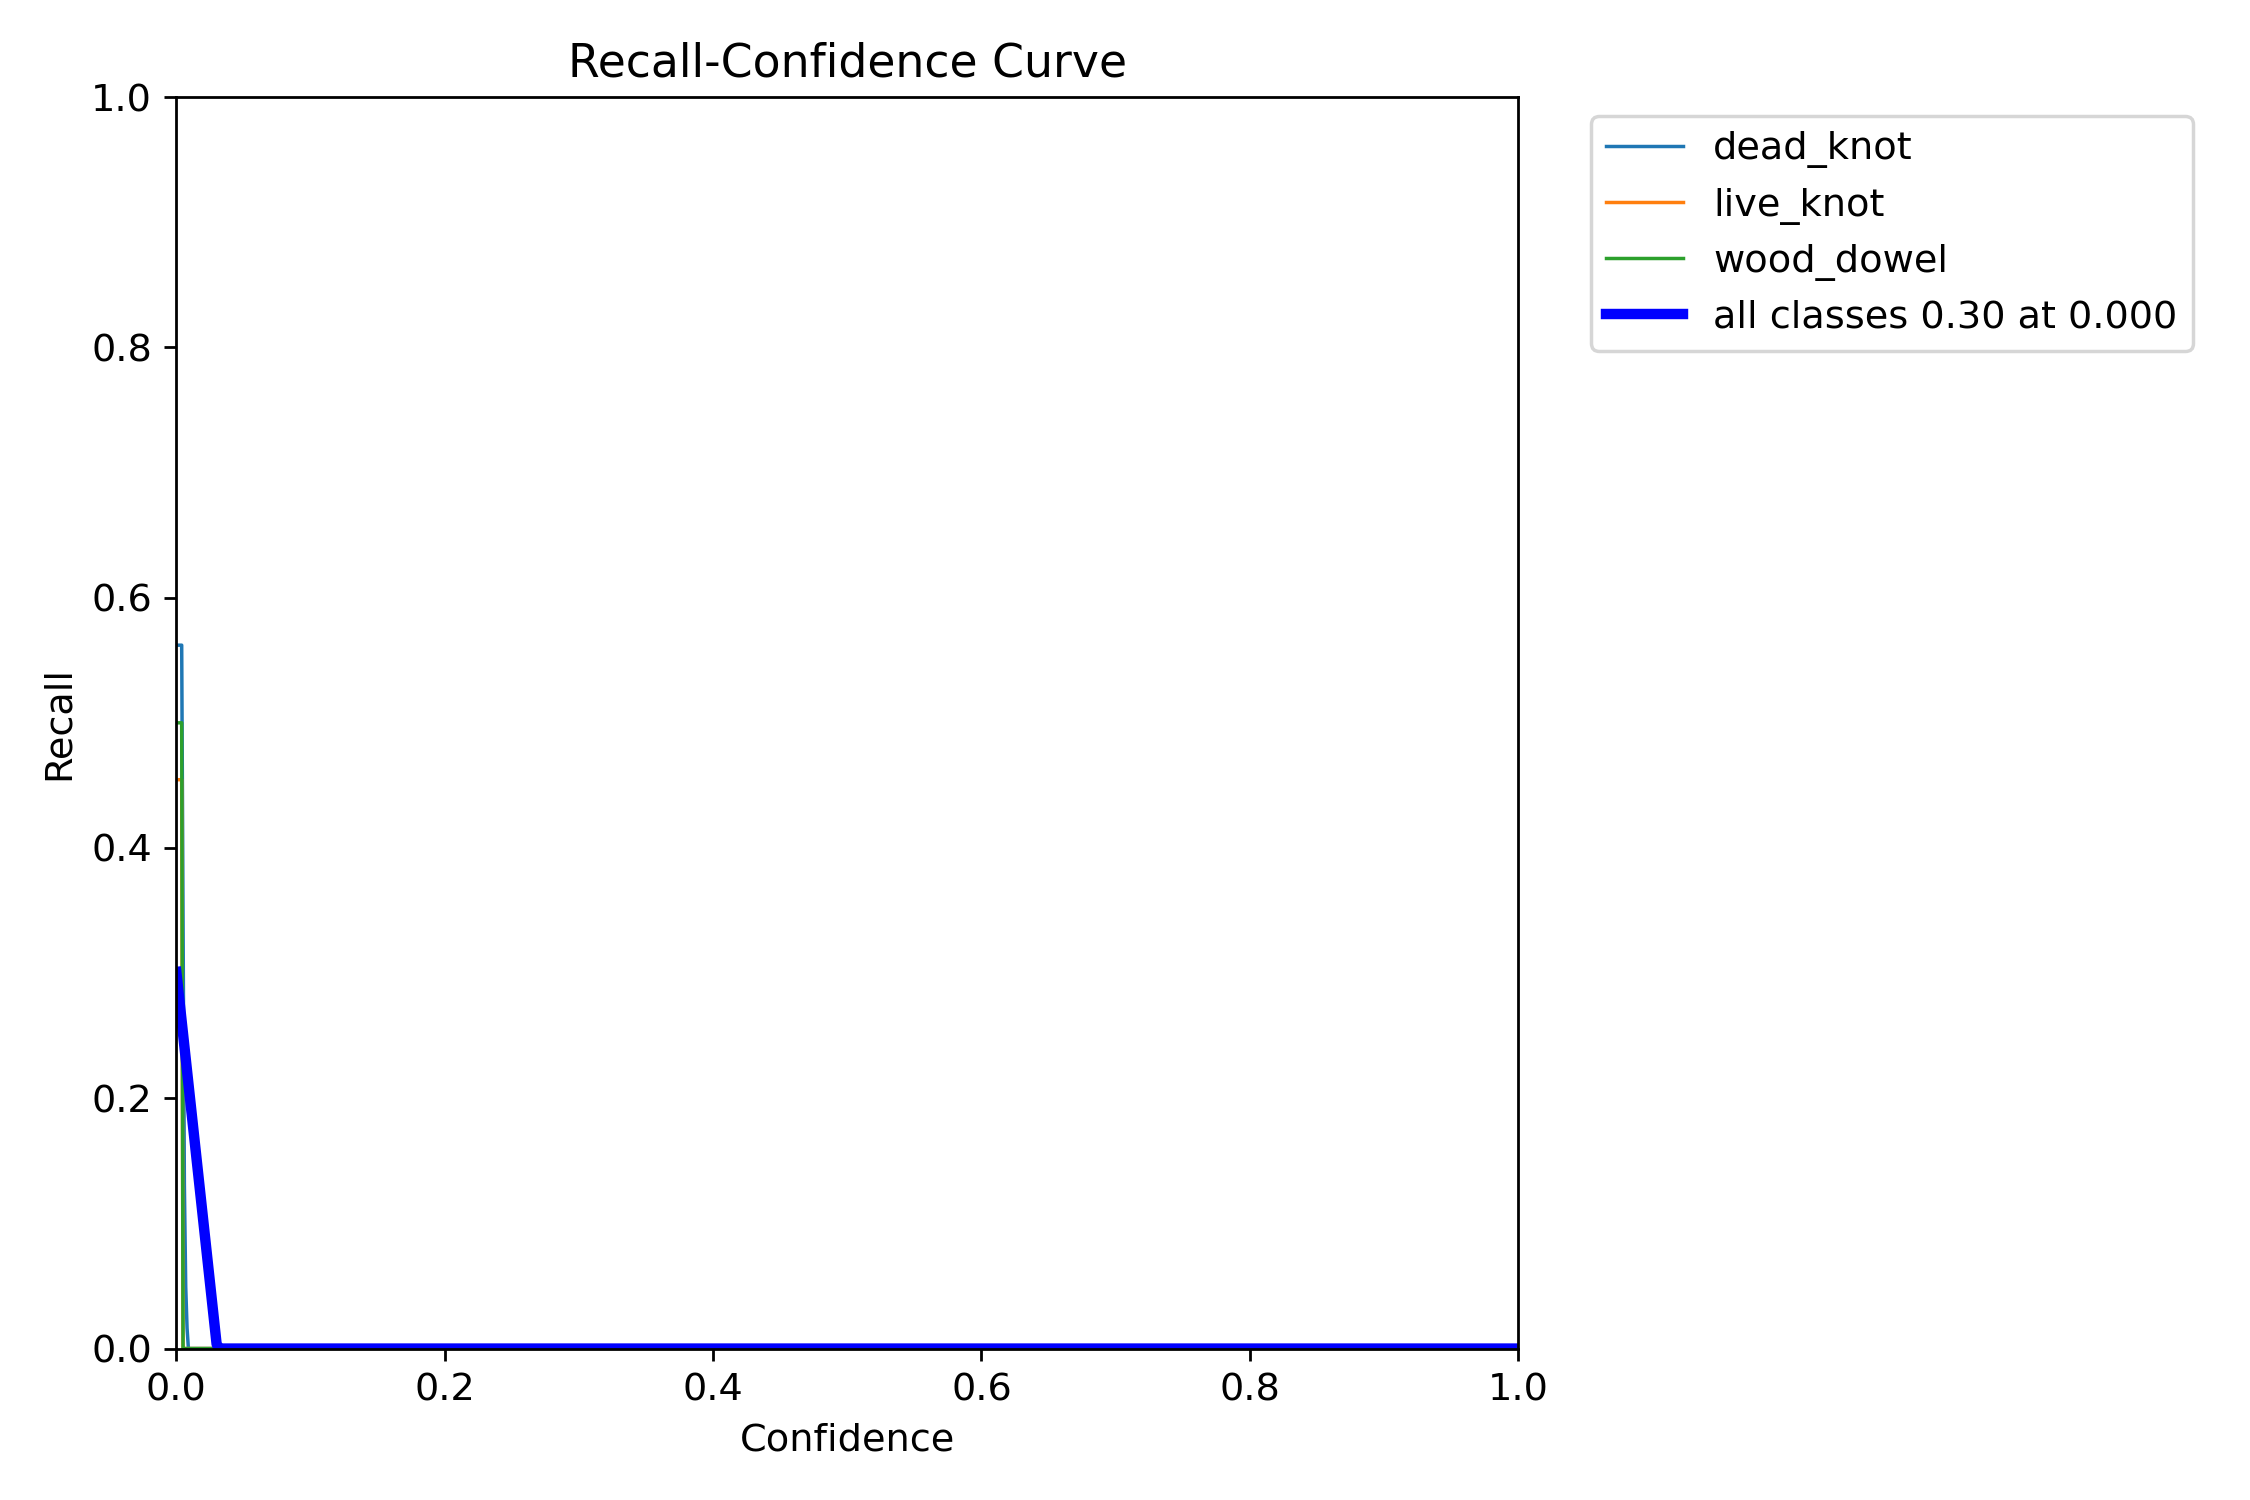 Recall-Confidence Curve
1.0
0.8
0.6
0.4
0.2
0.0
Recall
0.0 0.2 0.4 0.6 0.8 1.0
Confidence
dead_knot
live_knot
wood_dowel
all classes 0.30 at 0.000